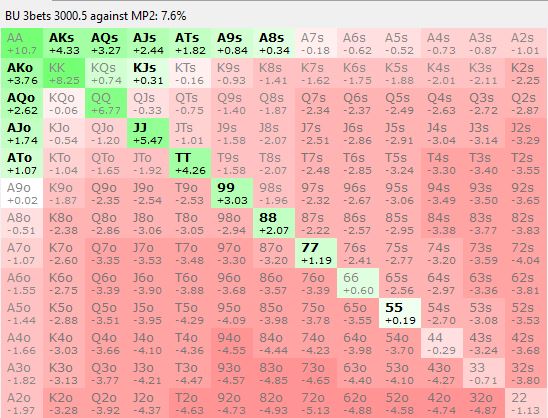 BU 3bets 3000.5 against MP2: 7.6%
AA AKs AQs AJs ATs A9s A8s A7s A6s A5s A4s A3s A2s
+10.7 +4.33 +3.27 +2.44 +1.82 +0.84 +0.34 -0.18 -0.62 -0.52 -0.73 -0.87 -1.01
AKo KK KQs KJs KTs K9s K8s K7s K6s K5s K4s K3s K2s
+3.76 +8.25 +0.74 +0.31 -0.16 -0.93 -1.41 -1.62 -1.75 -1.88 -2.01 -2.11 -2.25
AQo KQo QQ QJs QTs Q9s Q8s Q7s Q6s Q5s Q4s Q3s Q2s
+2.62 -0.06 +6.77 -0.33 -0.75 -1.40 -1.87 -2.34 -2.37 -2.49 -2.63 -2.72 -2.87
AJo KJo QJo JJ JTs J9s J8s J7s J6s J5s J4s J3s J2s
+1.74 -0.54 -1.20 +5.47 -1.01 -1.58 -2.07 -2.51 -2.86 -2.91 -3.04 -3.14 -3.29
ATo KTo QTo JTo TT T9s T8s T7s T6s T5s T4s T3s T2s
+1.07 -1.04 -1.65 -1.92 +4.26 -1.58 -2.07 -2.48 -2.85 -3.24 -3.30 -3.40 -3.55
A9o K9o Q9o J9o T9o 99 98s 97s 96s 95s 94s 93s 92s
+0.02 -1.87 -2.35 -2.54 -2.53 +3.03 -1.96 -2.32 -2.67 -3.06 -3.49 -3.50 -3.65
A8o K8o Q8o J8o T8o 98o 88 87s 86s 85s 84s 83s 82s
-0.51 -2.38 -2.86 -3.06 -3.05 -2.94 +2.07 -2.22 -2.57 -2.95 -3.38 -3.77 -3.83
A7o K7o Q7o J7o T7o 97o 87o 77 76s 75s 74s 73s 72s
-1.07 -2.60 -3.35 -3.53 -3.48 -3.30 -3.20 +1.19 -2.41 -2.77 -3.20 -3.59 -4.04
A6o K6o Q6o J6o T6o 96o 86o 76o 66 65s 64s 63s 62s
-1.55 -2.75 -3.39 -3.90 -3.88 -3.68 -3.57 -3.39 +0.60 -2.56 -2.97 -3.36 -3.81
A5o K5o Q5o J5o T5o 95o 85o 75o 65o 55 54s 53s 52s
-1.44 -2.88 -3.51 -3.95 -4.29 -4.09 -3.98 -3.78 -3.55 +0.19 -2.70 -3.08 -3.53
A4o K4o Q4o J4o T4o 94o 84o 74o 64o 54o 44 43s 42s
-1.66 -3.03 -3.66 -4.10 -4.36 -4.55 -4.44 -4.23 -3.98 -3.70 -0.29 -3.24 -3.68
A3o K3o Q3o J3o T3o 93o 83o 73o 63o 53o 43o 33 32s
-1.82 -3.13 -3.77 -4.21 -4.47 -4.57 -4.85 -4.65 -4.40 -4.10 -4.27 -0.71 -3.80
A2o K2o Q2o J2o T2o 92o 82o 72o 62o 52o 42o 32o 22
-1.97 -3.28 -3.92 -4.37 -4.63 -4.73 -4.93 -5.13 -4.88 -4.58 -4.74 -4.87 -1.13